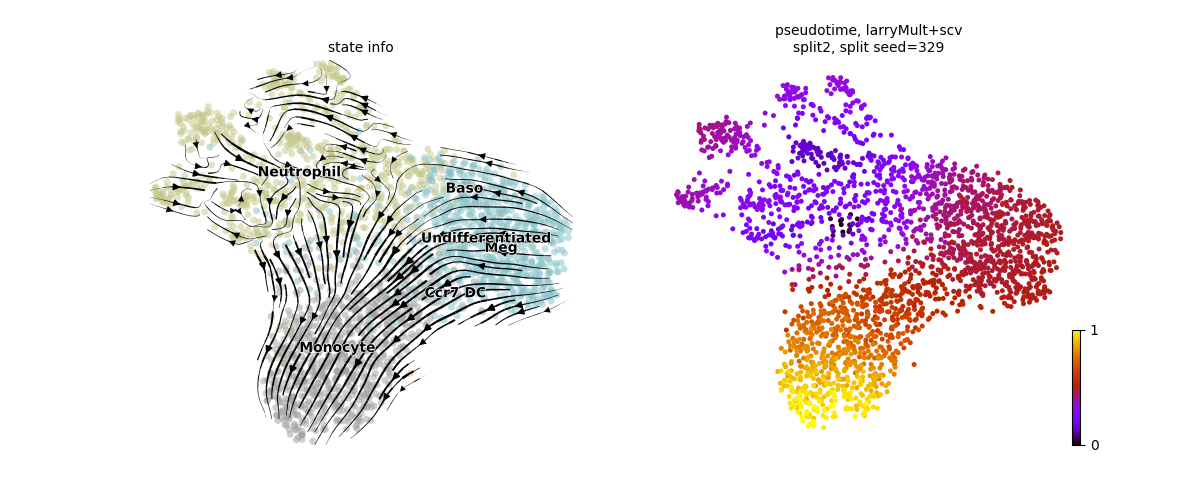 state info
Neutrophil
Baso
Undifferentiated
Meg
Ccr7 DC
Monocyte
pseudotime, larryMult+scv
split2, split seed=329
1
0